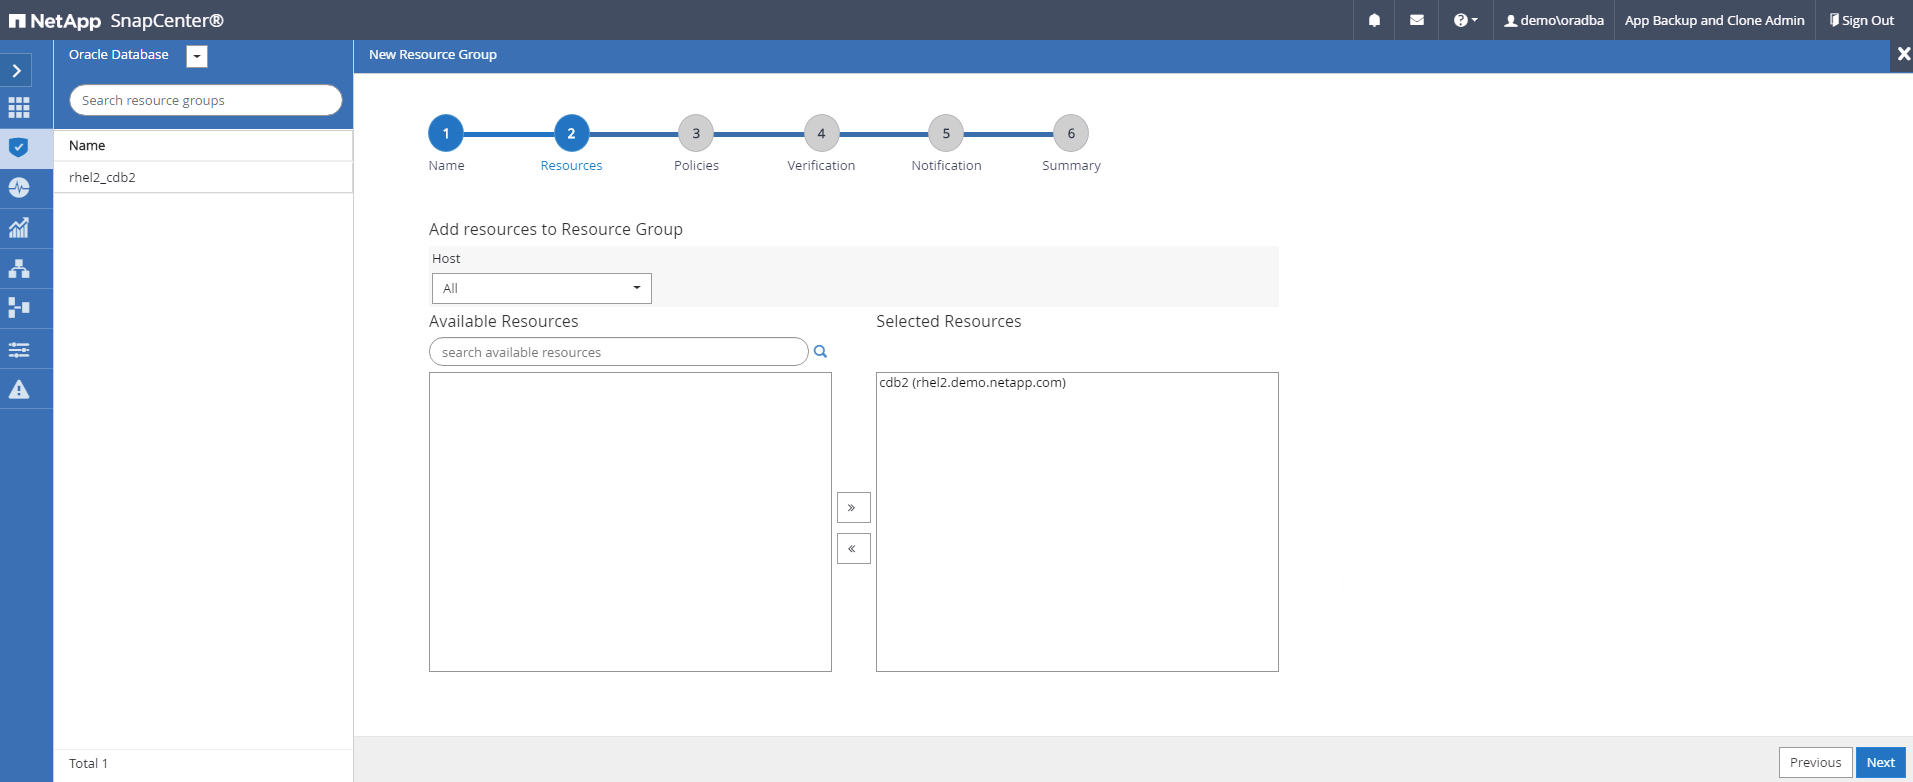 NetApp SnapCenter®
demo\oradba
App Backup and Clone Admin
Sign Out
Oracle Database
New Resource Group
Search resource groups
Name
rhel2_cdb2
Total 1
1 2 3 4 5 6
Name Resources Policies Verification Notification Summary
Add resources to Resource Group
Host
All
Available Resources
search available resources
Selected Resources
cdb2 (rhel2.demo.netapp.com)
»
«
Previous Next